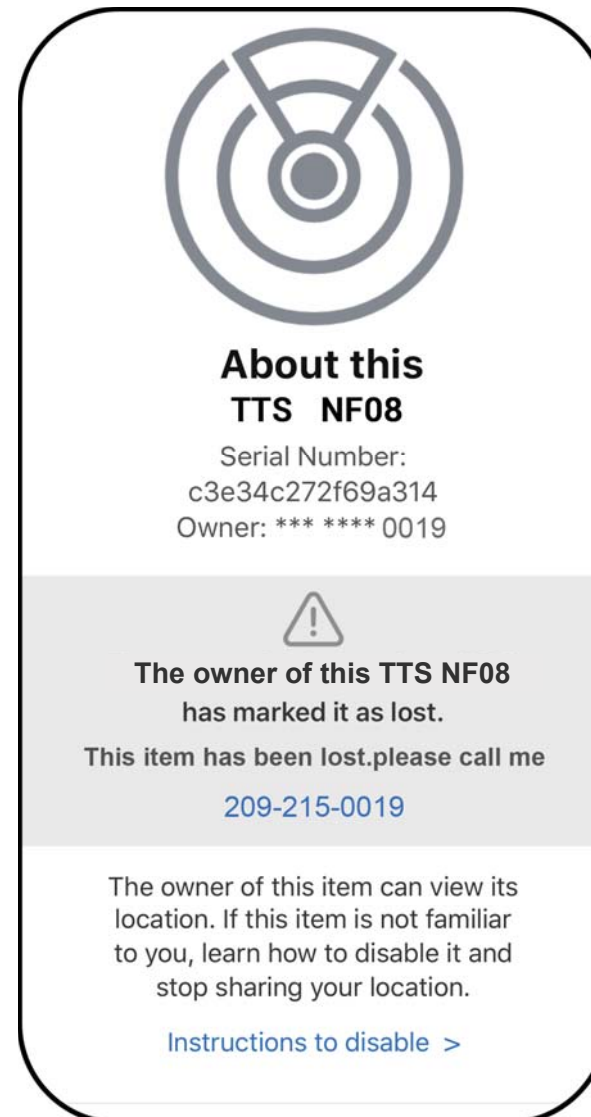 About this
TTS NF08
Serial Number:
c3e34c272f69a314
Owner: *** **** 0019
The owner of this TTS NF08
has marked it as lost.
This item has been lost.please call me
209-215-0019
The owner of this item can view its
location. If this item is not familiar
to you, learn how to disable it and
stop sharing your location.
Instructions to disable >